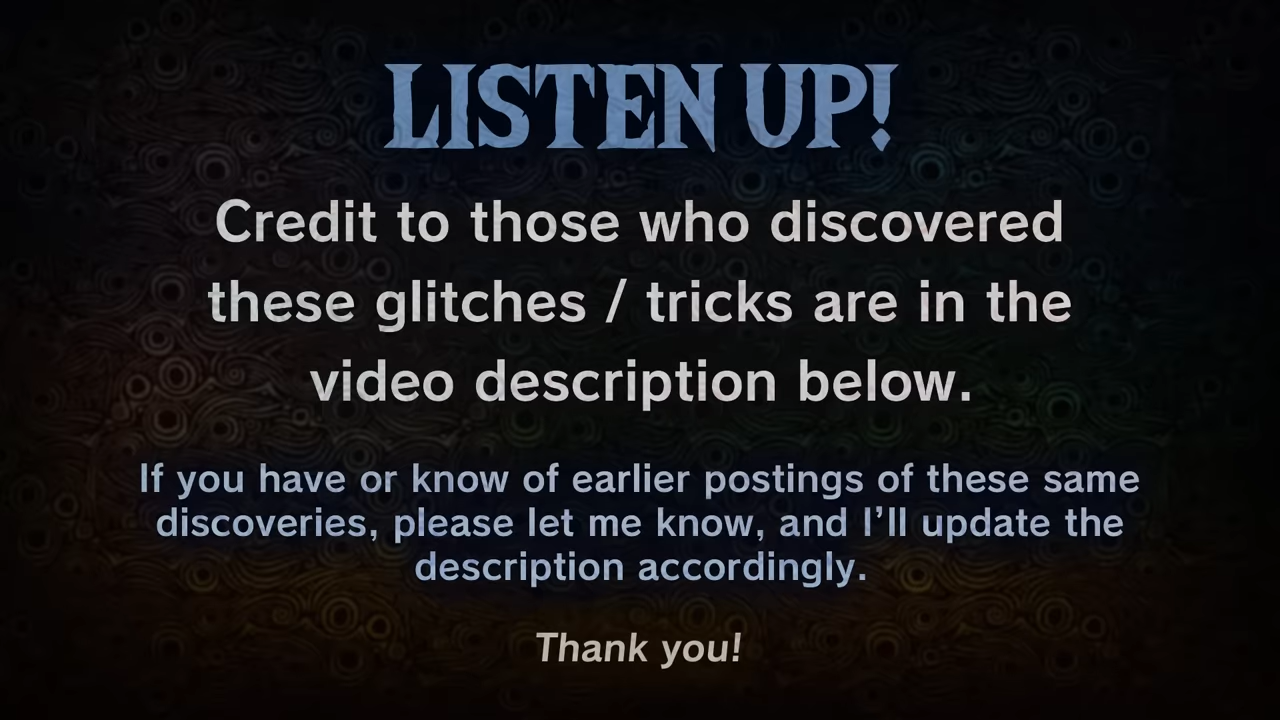 LISTEN UP!
Credit to those who discovered
these glitches / tricks are in the
video description below.
If you have or know of earlier postings of these same
discoveries, please let me know, and I’ll update the
description accordingly.
Thank you!